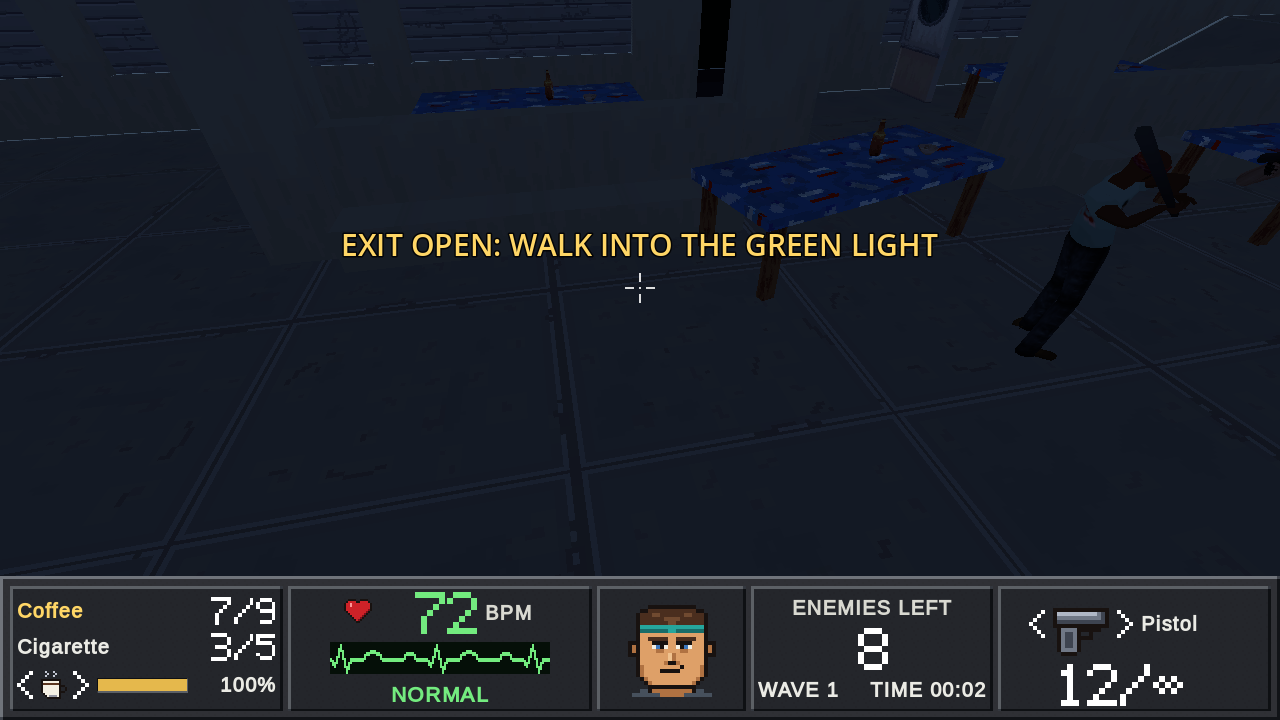 EXIT OPEN: WALK INTO THE GREEN LIGHT
Coffee 7/9
Cigarette 3/5
100%
72 BPM
NORMAL
ENEMIES LEFT
8
WAVE 1 TIME 00:02
Pistol
12/∞